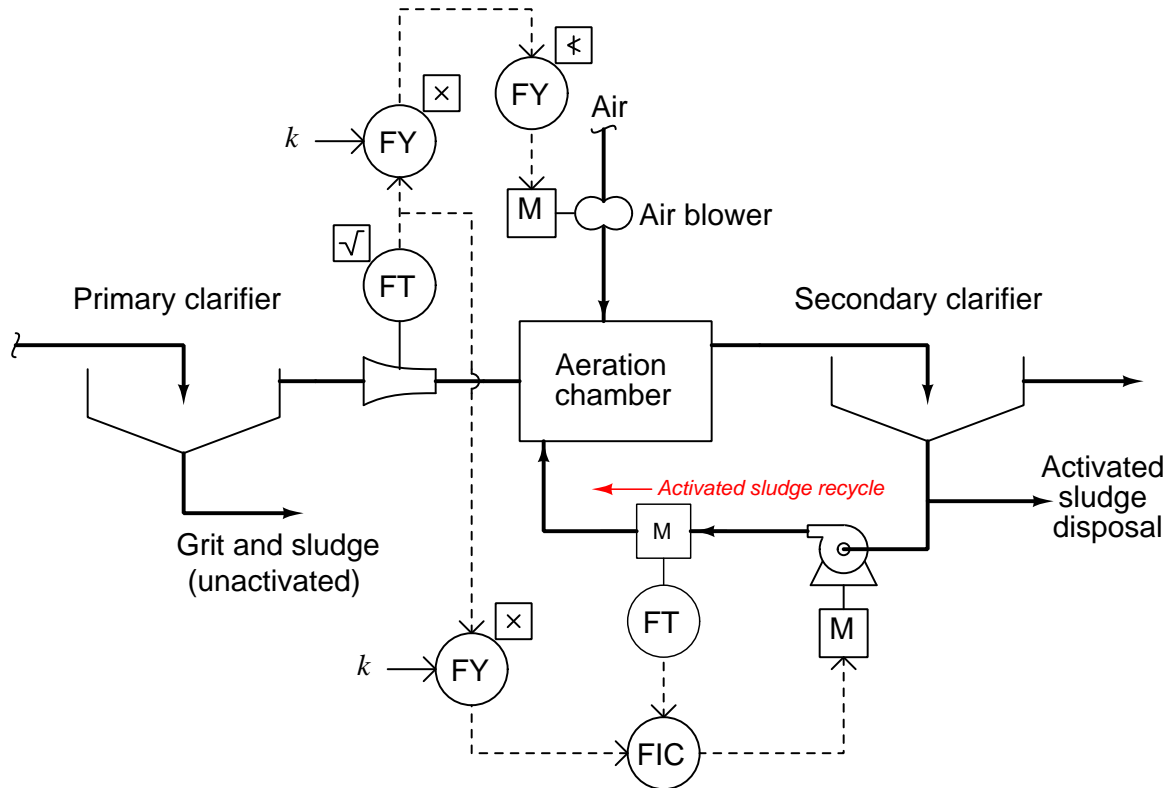 FY
∢
×
FY
Air
k
FY
M
Air blower
√
FT
Primary clarifier
Secondary clarifier
Aeration
chamber
Activated sludge recycle
Activated
sludge
disposal
M
Grit and sludge
(unactivated)
×
FT
M
k
FY
FIC